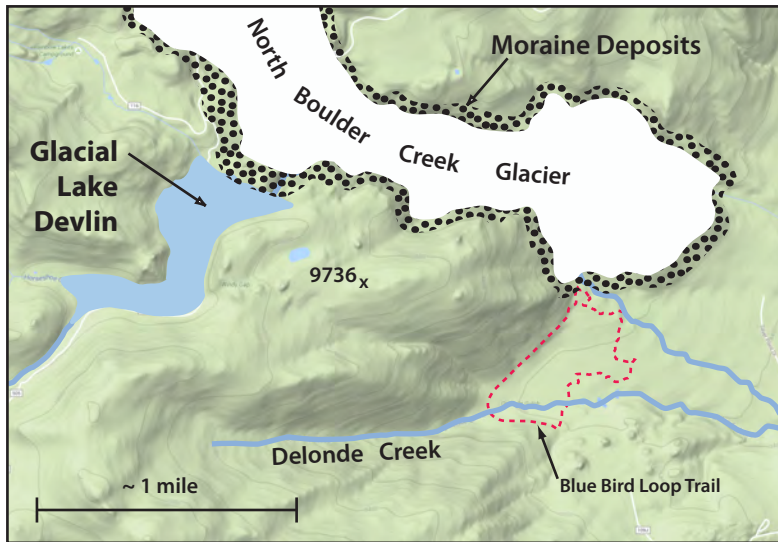 North
Boulder
Creek
Glacier
Moraine Deposits
Glacial
Lake
Devlin
9736 x
Delonde Creek
~ 1 mile
Blue Bird Loop Trail